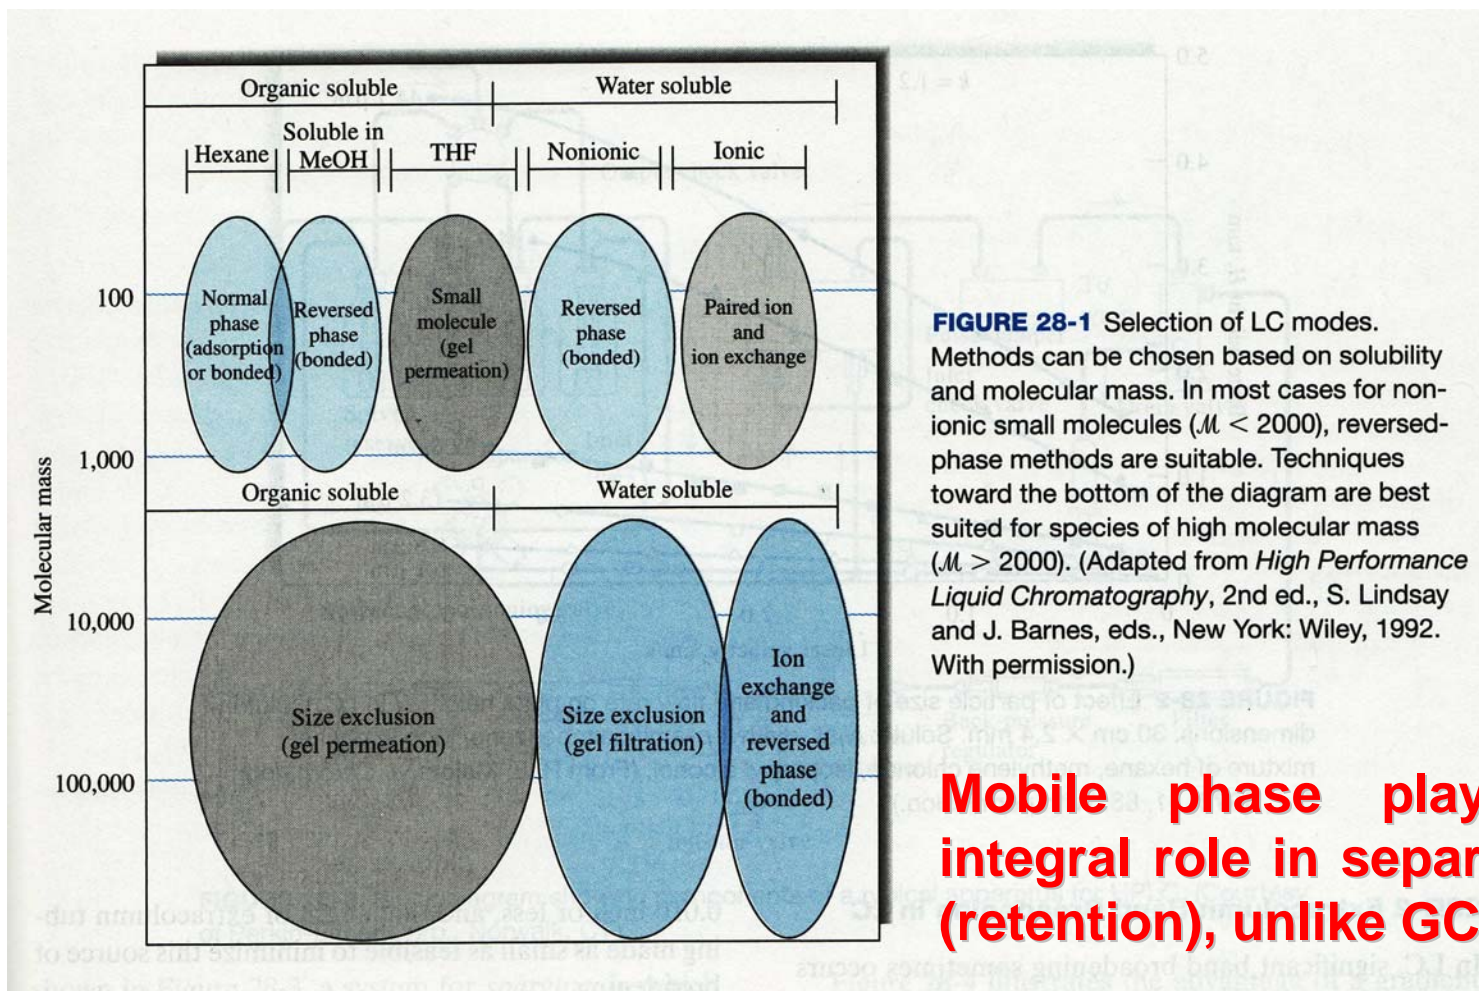 Organic soluble
Water soluble
Hexane
Soluble in
MeOH
THF
Nonionic
Ionic
100
1,000
10,000
100,000
Molecular mass
Normal
phase
(adsorption
or bonded)
Reversed
phase
(bonded)
Small
molecule
(gel
permeation)
Reversed
phase
(bonded)
Paired ion
and
ion exchange
Organic soluble
Water soluble
Size exclusion
(gel permeation)
Size exclusion
(gel filtration)
Ion
exchange
and
reversed
phase
(bonded)
FIGURE 28-1 Selection of LC modes.
Methods can be chosen based on solubility
and molecular mass. In most cases for non-
ionic small molecules (ℳ < 2000), reversed-
phase methods are suitable. Techniques
toward the bottom of the diagram are best
suited for species of high molecular mass
(ℳ > 2000). (Adapted from High Performance
Liquid Chromatography, 2nd ed., S. Lindsay
and J. Barnes, eds., New York: Wiley, 1992.
With permission.)
Mobile phase play
integral role in separ
(retention), unlike GC